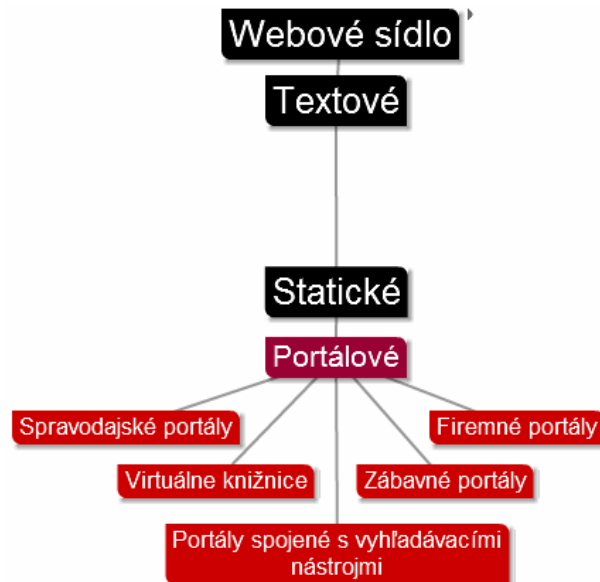 Webové sídlo
Textové
Statické
Portálové
Spravodajské portály
Firemné portály
Virtuálne knižnice
Zábavné portály
Portály spojené s vyhľadávacími
nástrojmi